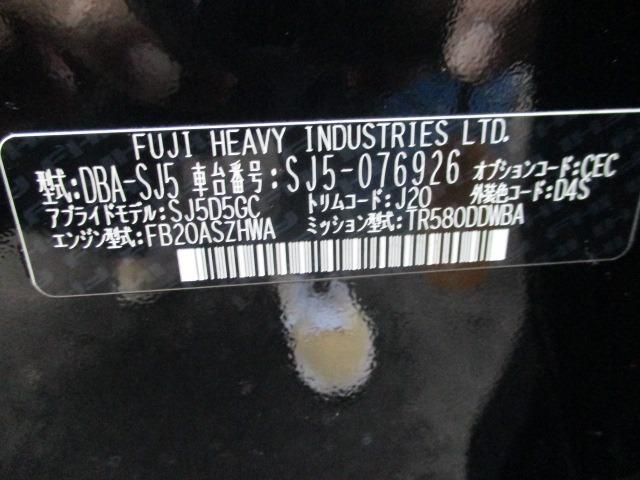 FUJI HEAVY INDUSTRIES LTD.
型式:DBA-SJ5 車台番号:SJ5-076926 オプションコード:CEC
アプライドモデル:SJ5D5GC トリムコード:J20 外装色コード:D4S
エンジン型式:FB20ASZHWA ミッション型式:TR580DDWBA